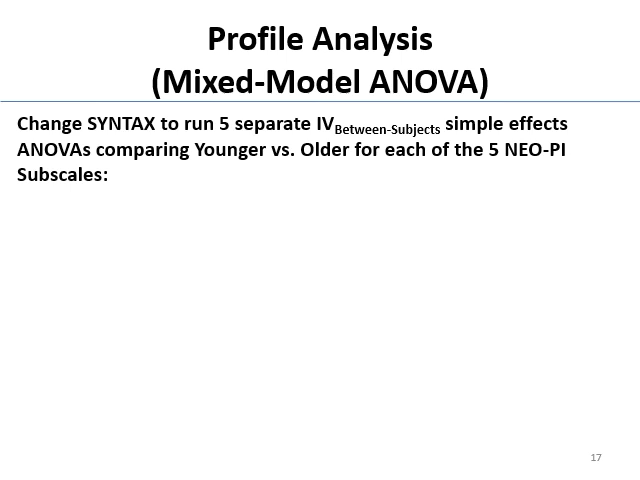 Profile Analysis
(Mixed-Model ANOVA)
Change SYNTAX to run 5 separate IVBetween-Subjects simple effects
ANOVAs comparing Younger vs. Older for each of the 5 NEO-PI
Subscales:
17